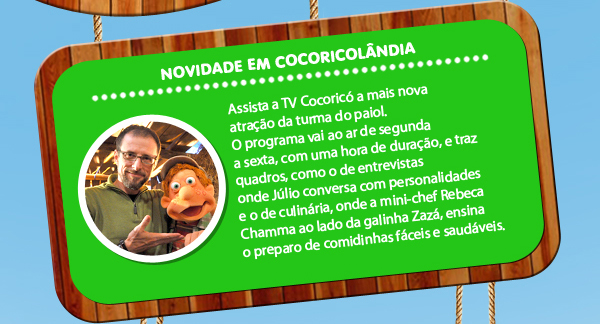 NOVIDADE EM COCORICOLÂNDIA
Assista a TV Cocoricó a mais nova
atração da turma do paiol.
O programa vai ao ar de segunda
a sexta, com uma hora de duração, e traz
quadros, como o de entrevistas
onde Júlio conversa com personalidades
e o de culinária, onde a mini-chef Rebeca
Chamma ao lado da galinha Zazá, ensina
o preparo de comidinhas fáceis e saudáveis.